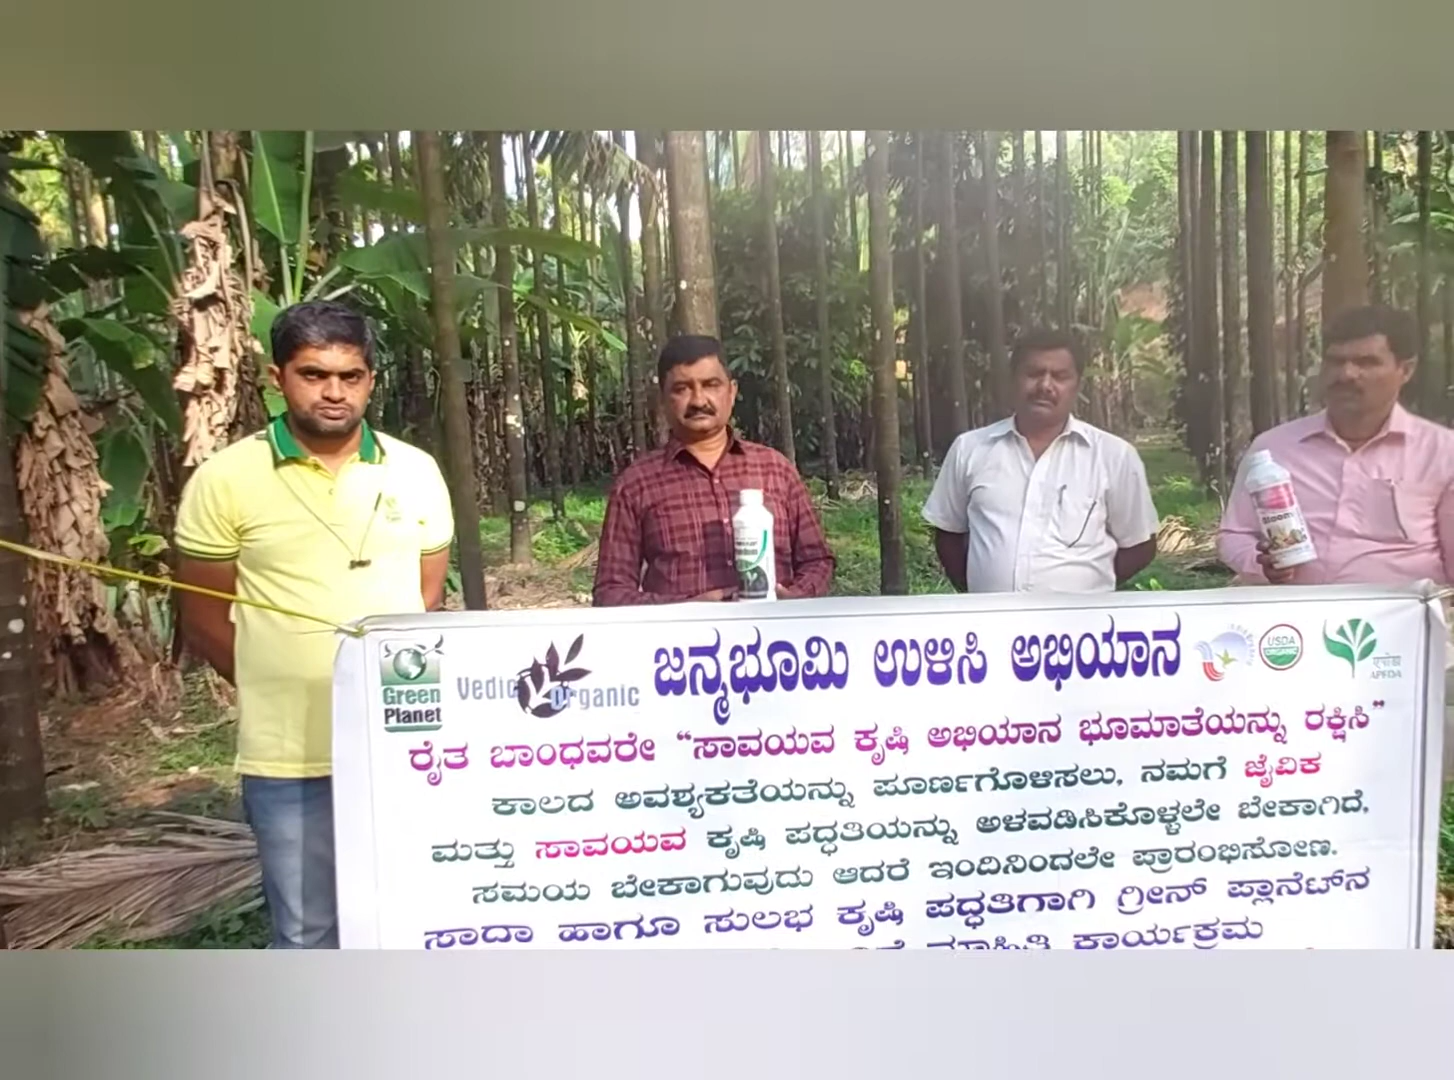 Green Planet
Vedic Organic
ಜನ್ಮಭೂಮಿ ಉಳಿಸಿ ಅಭಿಯಾನ
USDA ORGANIC
एपीडा
APEDA
ರೈತ ಬಾಂಧವರೇ “ಸಾವಯವ ಕೃಷಿ ಅಭಿಯಾನ ಭೂಮಾತೆಯನ್ನು ರಕ್ಷಿಸಿ”
ಕಾಲದ ಅವಶ್ಯಕತೆಯನ್ನು ಪೂರ್ಣಗೊಳಿಸಲು, ನಮಗೆ ಜೈವಿಕ
ಮತ್ತು ಸಾವಯವ ಕೃಷಿ ಪದ್ಧತಿಯನ್ನು ಅಳವಡಿಸಿಕೊಳ್ಳಲೇ ಬೇಕಾಗಿದೆ,
ಸಮಯ ಬೇಕಾಗುವುದು ಆದರೆ ಇಂದಿನಿಂದಲೇ ಪ್ರಾರಂಭಿಸೋಣ.
ಸಾದಾ ಹಾಗೂ ಸುಲಭ ಕೃಷಿ ಪದ್ಧತಿಗಾಗಿ ಗ್ರೀನ್ ಪ್ಲಾನೆಟ್‌ನ
ಮಾಹಿತಿ ಕಾರ್ಯಕ್ರಮ
Bloom